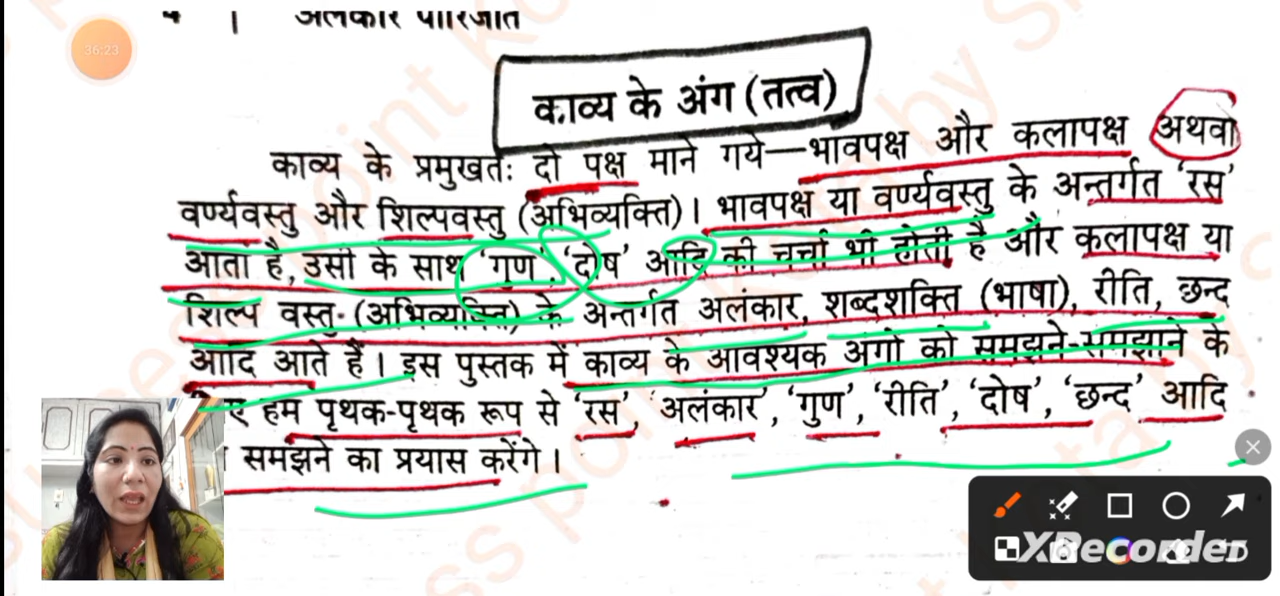 36:23
4 | अलंकार पारिजात
काव्य के अंग (तत्व)
काव्य के प्रमुखतः दो पक्ष माने गये—भावपक्ष और कलापक्ष अथवा
वर्ण्यवस्तु और शिल्पवस्तु (अभिव्यक्ति)। भावपक्ष या वर्ण्यवस्तु के अन्तर्गत ‘रस’
आता है, उसी के साथ ‘गुण’, ‘दोष’ आदि की चर्चा भी होती है और कलापक्ष या
शिल्प वस्तु (अभिव्यक्ति) के अन्तर्गत अलंकार, शब्दशक्ति (भाषा), रीति, छन्द
आदि आते हैं। इस पुस्तक में काव्य के आवश्यक अंगों को समझने-समझाने के
हम पृथक-पृथक रूप से ‘रस’, ‘अलंकार’, ‘गुण’, ‘रीति’, ‘दोष’, ‘छन्द’ आदि
समझने का प्रयास करेंगे।
XRecorder